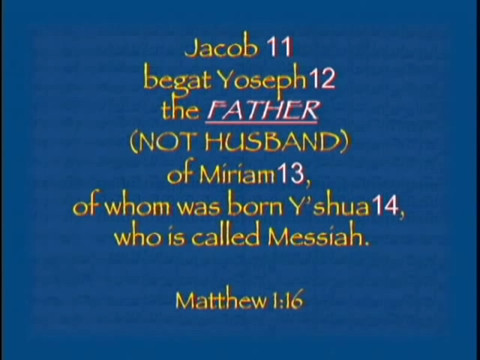 Jacob 11
begat Yoseph12
the FATHER
(NOT HUSBAND)
of Miriam13,
of whom was born Y'shua14,
who is called Messiah.
Matthew 1:16